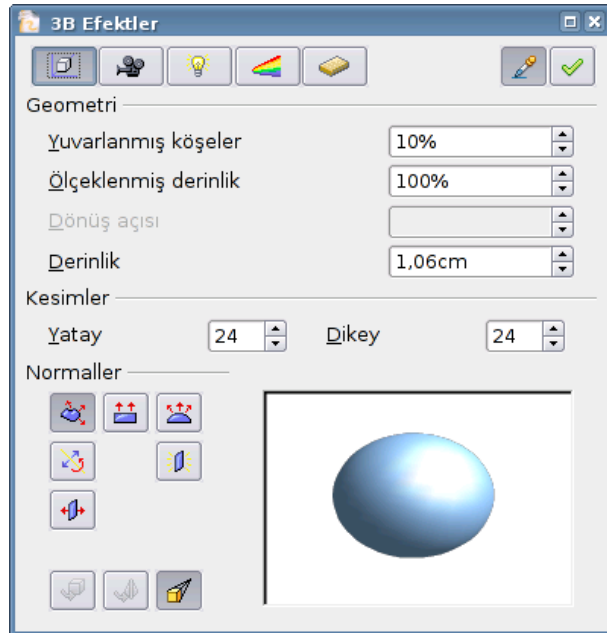 3B Efektler
Geometri
Yuvarlanmış köşeler 10%
Ölçeklenmiş derinlik 100%
Dönüş açısı
Derinlik 1,06cm
Kesimler
Yatay 24 Dikey 24
Normaller